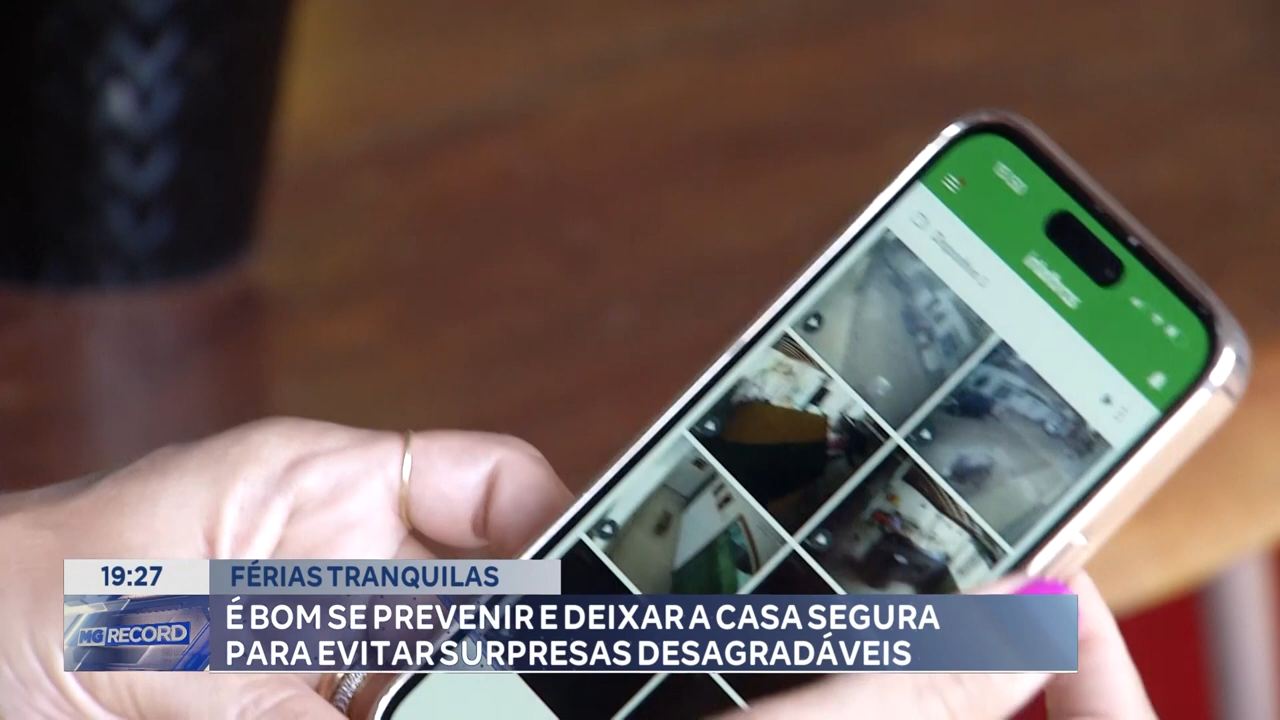 19:27
FÉRIAS TRANQUILAS
MG RECORD
É BOM SE PREVENIR E DEIXAR A CASA SEGURA
PARA EVITAR SURPRESAS DESAGRADÁVEIS